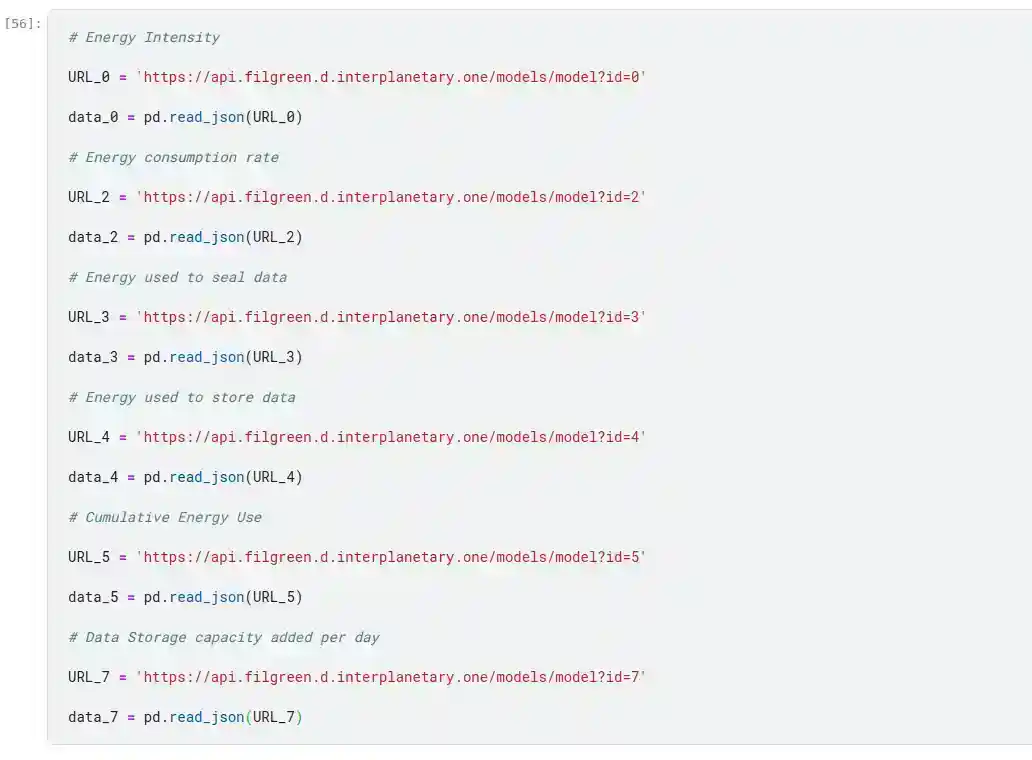 [56]:
# Energy Intensity
URL_0 = 'https://api.filgreen.d.interplanetary.one/models/model?id=0'
data_0 = pd.read_json(URL_0)
# Energy consumption rate
URL_2 = 'https://api.filgreen.d.interplanetary.one/models/model?id=2'
data_2 = pd.read_json(URL_2)
# Energy used to seal data
URL_3 = 'https://api.filgreen.d.interplanetary.one/models/model?id=3'
data_3 = pd.read_json(URL_3)
# Energy used to store data
URL_4 = 'https://api.filgreen.d.interplanetary.one/models/model?id=4'
data_4 = pd.read_json(URL_4)
# Cumulative Energy Use
URL_5 = 'https://api.filgreen.d.interplanetary.one/models/model?id=5'
data_5 = pd.read_json(URL_5)
# Data Storage capacity added per day
URL_7 = 'https://api.filgreen.d.interplanetary.one/models/model?id=7'
data_7 = pd.read_json(URL_7)